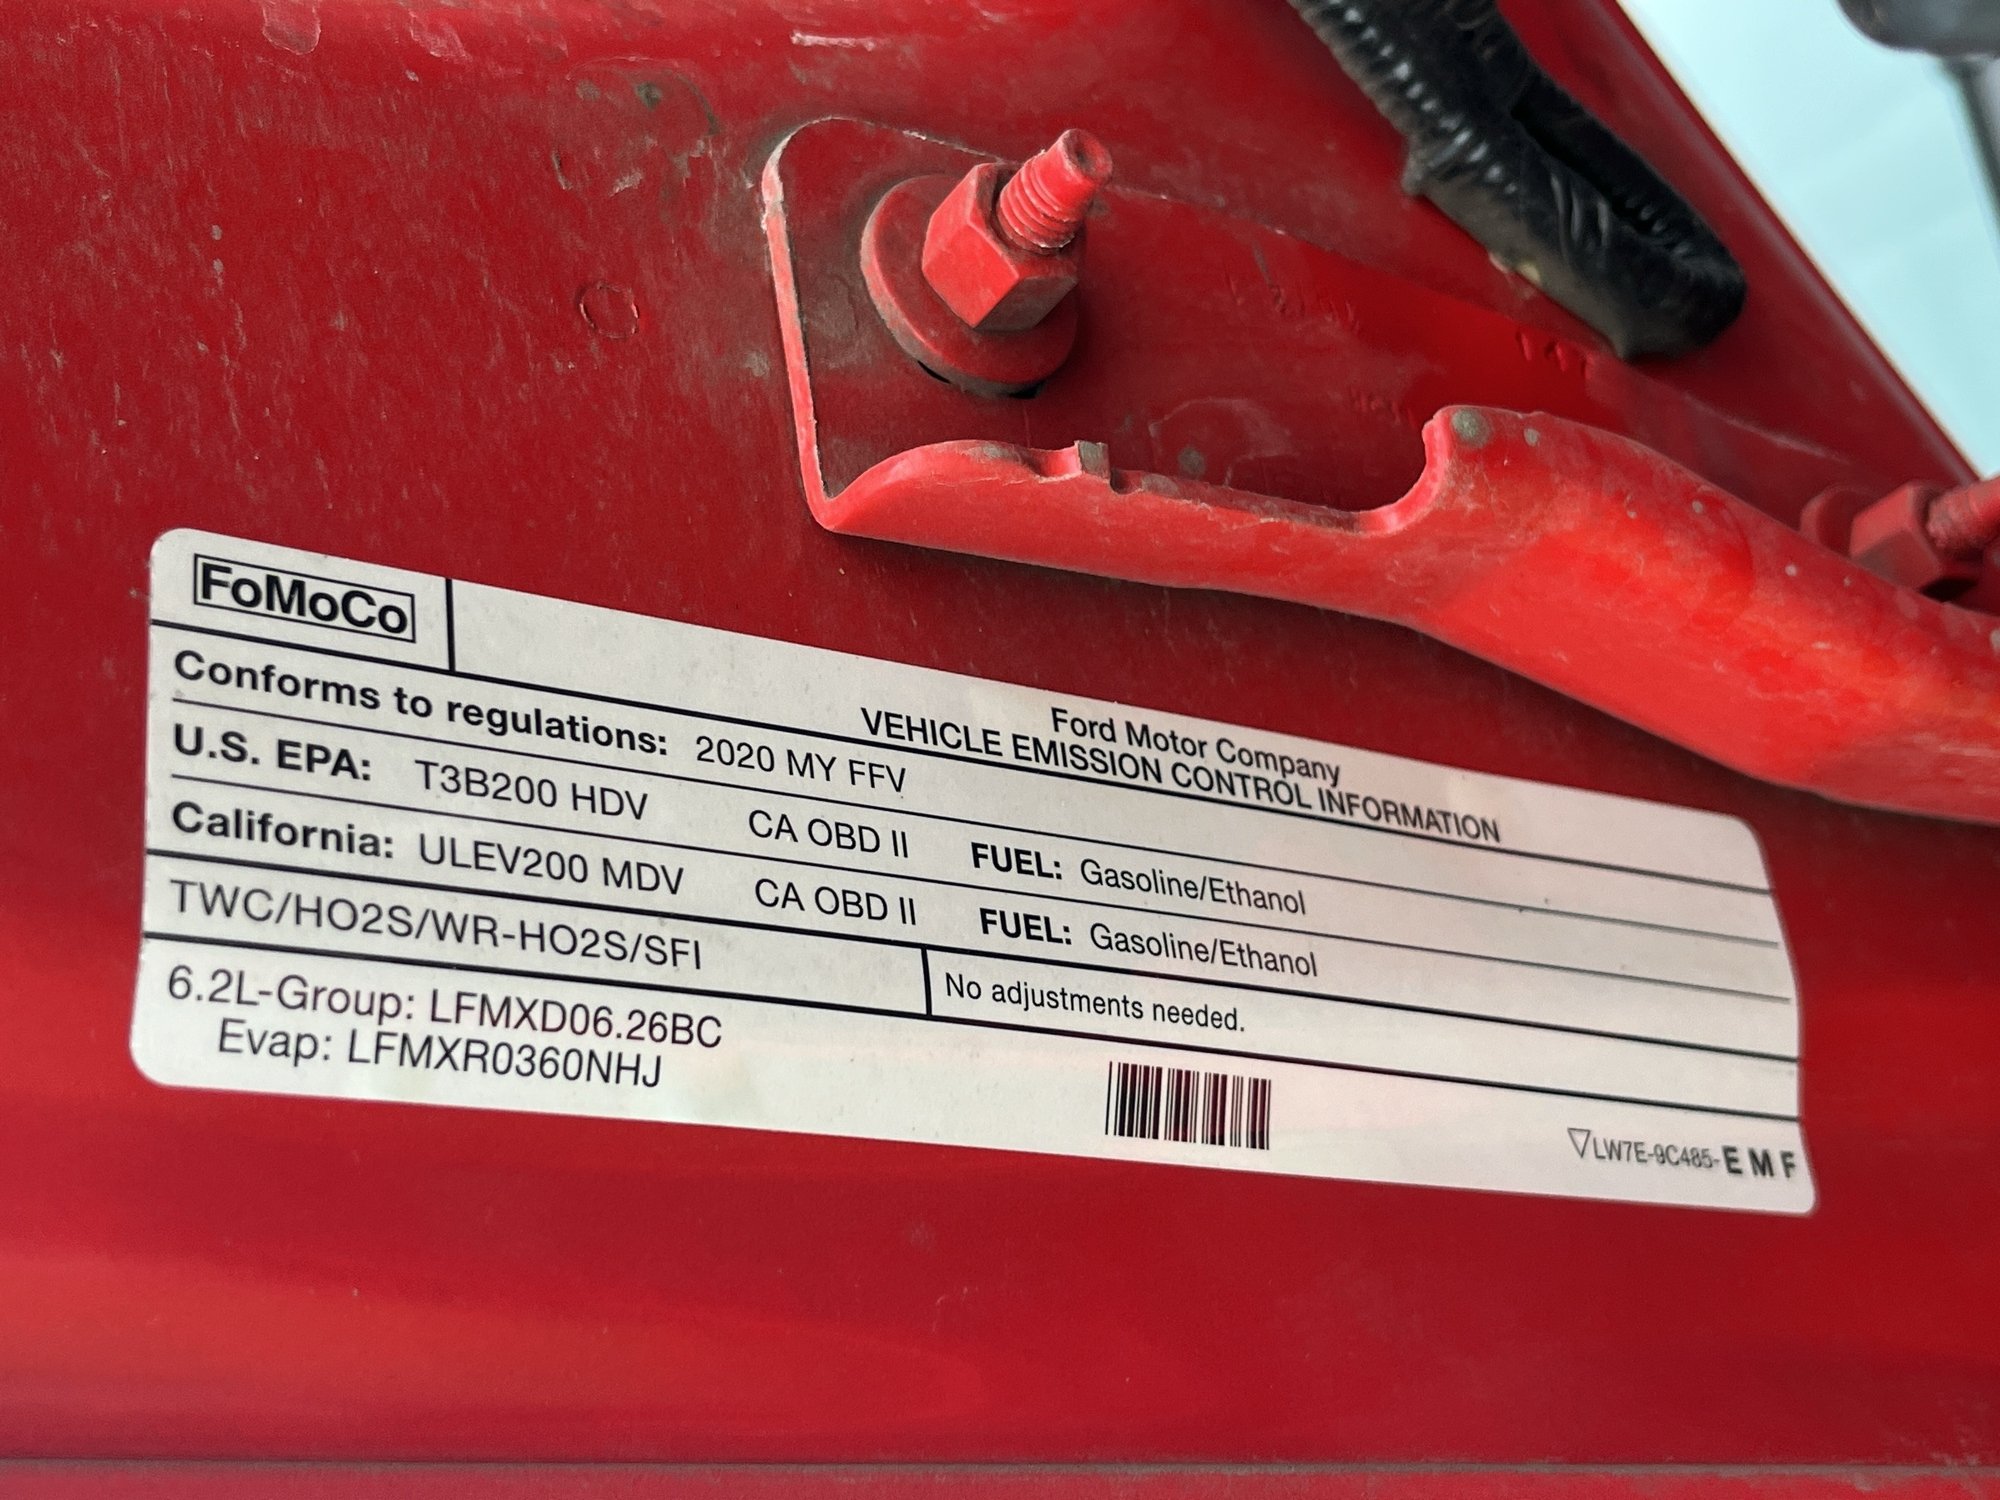 FoMoCo
Ford Motor Company
VEHICLE EMISSION CONTROL INFORMATION
Conforms to regulations: 2020 MY FFV
U.S. EPA: T3B200 HDV CA OBD II FUEL: Gasoline/Ethanol
California: ULEV200 MDV CA OBD II FUEL: Gasoline/Ethanol
TWC/HO2S/WR-HO2S/SFI No adjustments needed.
6.2L-Group: LFMXD06.26BC
Evap: LFMXR0360NHJ
LW7E-9C485-E M F